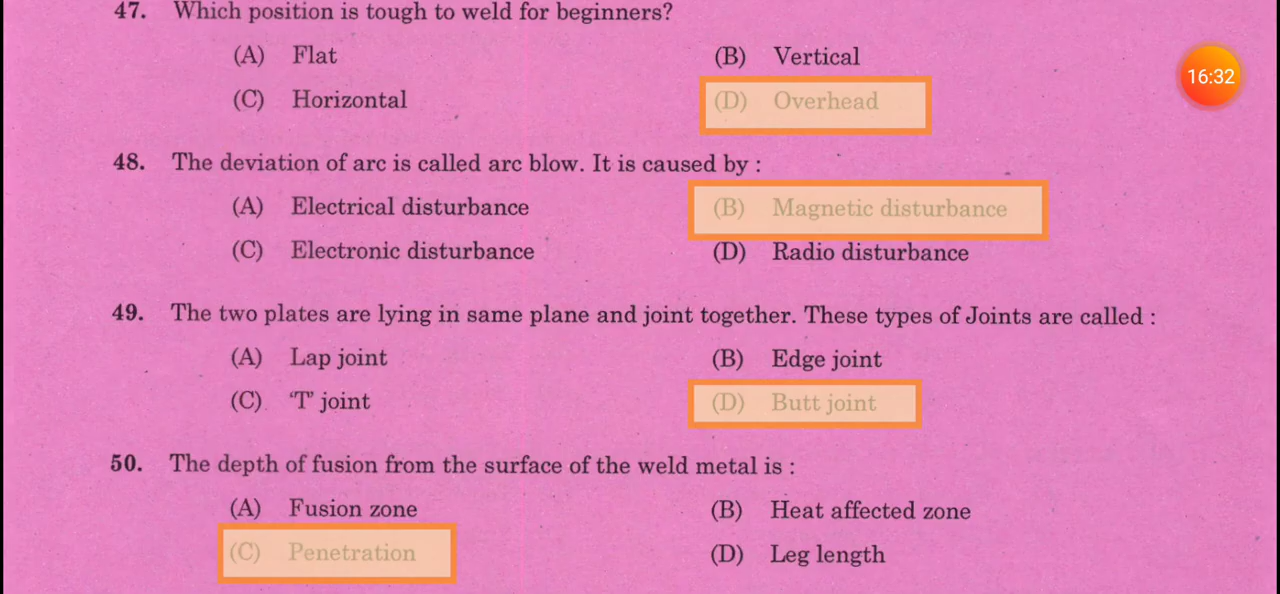 47. Which position is tough to weld for beginners?
(A) Flat (B) Vertical
16:32
(C) Horizontal (D) Overhead
48. The deviation of arc is called arc blow. It is caused by :
(A) Electrical disturbance (B) Magnetic disturbance
(C) Electronic disturbance (D) Radio disturbance
49. The two plates are lying in same plane and joint together. These types of Joints are called :
(A) Lap joint (B) Edge joint
(C) 'T' joint (D) Butt joint
50. The depth of fusion from the surface of the weld metal is :
(A) Fusion zone (B) Heat affected zone
(C) Penetration (D) Leg length